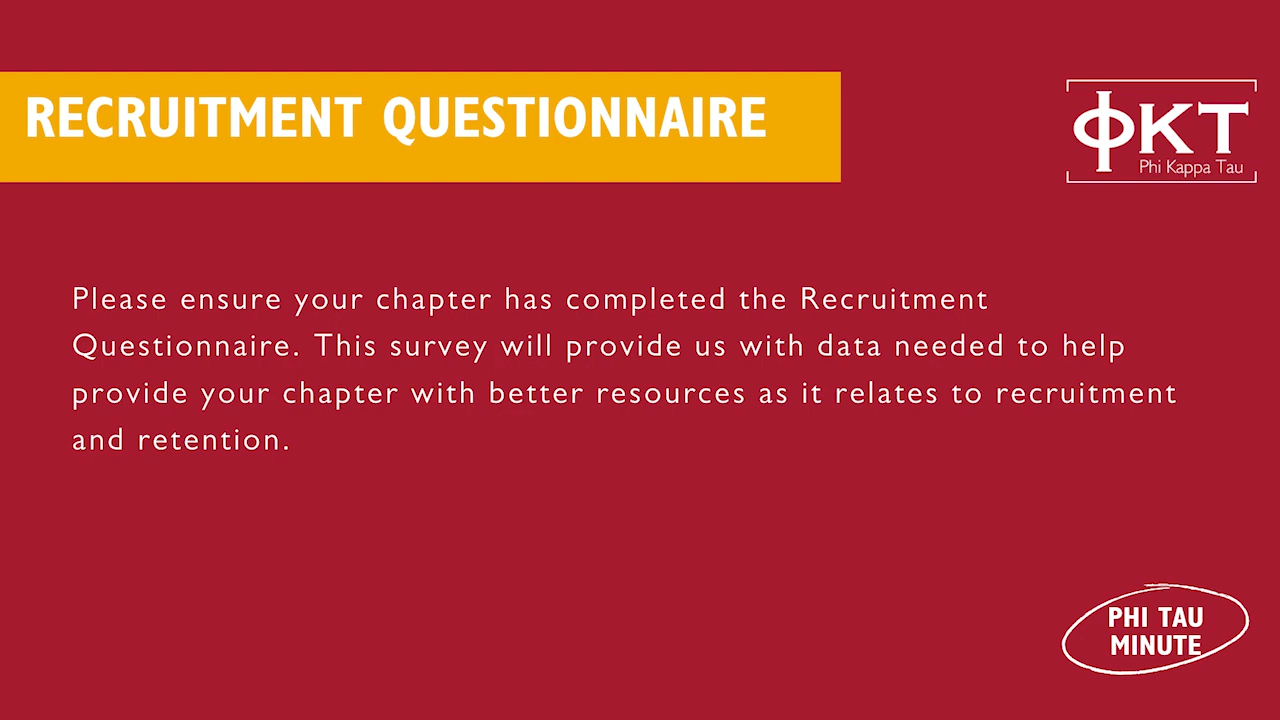 RECRUITMENT QUESTIONNAIRE
ΦΚΤ
Phi Kappa Tau
Please ensure your chapter has completed the Recruitment
Questionnaire. This survey will provide us with data needed to help
provide your chapter with better resources as it relates to recruitment
and retention.
PHI TAU
MINUTE